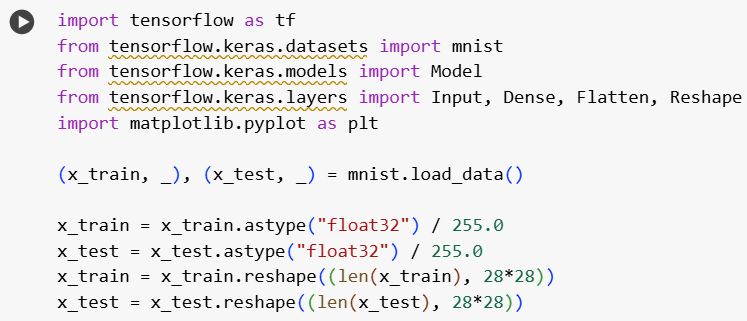 import tensorflow as tf
from tensorflow.keras.datasets import mnist
from tensorflow.keras.models import Model
from tensorflow.keras.layers import Input, Dense, Flatten, Reshape
import matplotlib.pyplot as plt
(x_train, _), (x_test, _) = mnist.load_data()
x_train = x_train.astype("float32") / 255.0
x_test = x_test.astype("float32") / 255.0
x_train = x_train.reshape((len(x_train), 28*28))
x_test = x_test.reshape((len(x_test), 28*28))